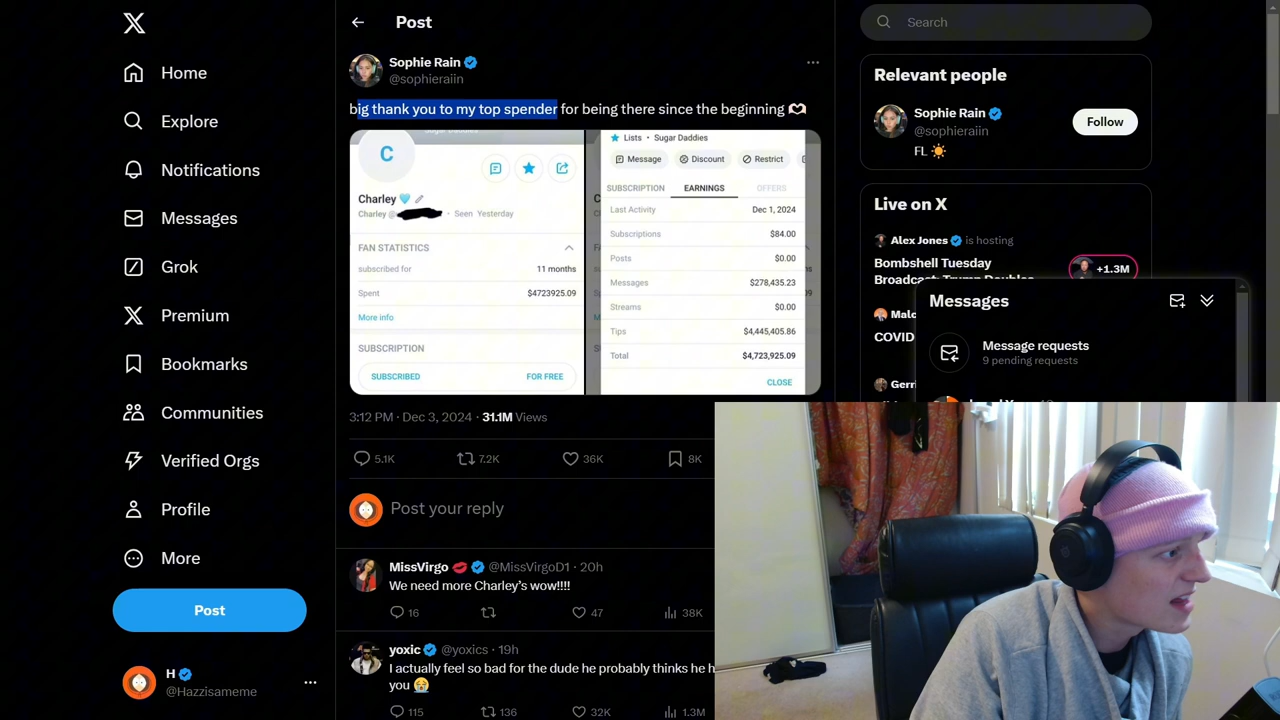 Home
Explore
Notifications
Messages
Grok
Premium
Bookmarks
Communities
Verified Orgs
Profile
More
Post
H
@Hazzisameme
Post
Sophie Rain
@sophieraiin
big thank you to my top spender for being there since the beginning 🫶🏻
C
Charley 🩵
Charley @ • Seen Yesterday
FAN STATISTICS
subscribed for 11 months
Spent $4723925.09
More info
SUBSCRIPTION
SUBSCRIBED FOR FREE
Lists • Sugar Daddies
Message Discount Restrict
SUBSCRIPTION EARNINGS OFFERS
Last Activity Dec 1, 2024
Subscriptions $84.00
Posts $0.00
Messages $278,435.23
Streams $0.00
Tips $4,445,405.86
Total $4,723,925.09
CLOSE
3:12 PM · Dec 3, 2024 · 31.1M Views
5.1K 7.2K 36K 8K
Post your reply
MissVirgo 💋 @MissVirgoD1 · 20h
We need more Charley's wow!!!!
16 47 38K
yoxic @yoxics · 19h
I actually feel so bad for the dude he probably thinks he h
you 😭
115 136 32K 1.3M
Search
Relevant people
Sophie Rain
@sophieraiin
Follow
FL ☀️
Live on X
Alex Jones is hosting
Bombshell Tuesday
Broadcast: Trump Doubles
+1.3M
Malc
COVID
Gerri
Messages
Message requests
9 pending requests